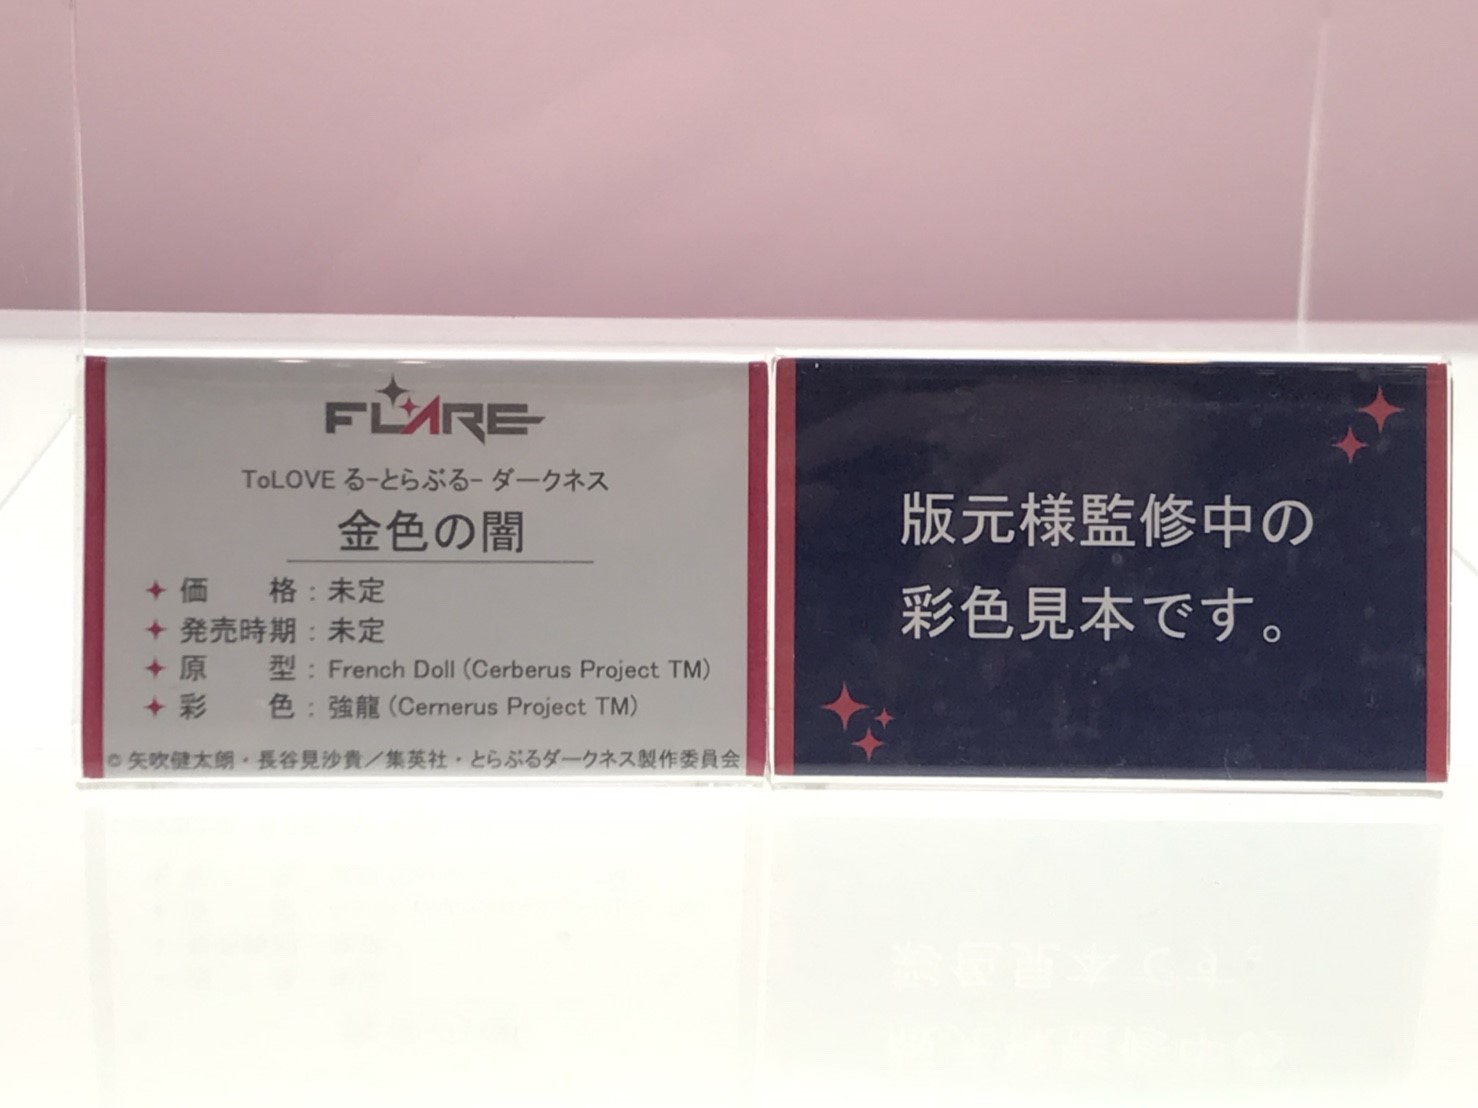 FLARE
ToLOVE る-とらぶる- ダークネス
金色の闇
価　　格：未定
発売時期：未定
原　　型：French Doll (Cerberus Project TM)
彩　　色：強龍 (Cernerus Project TM)
© 矢吹健太朗・長谷見沙貴／集英社・とらぶるダークネス製作委員会
版元様監修中の
彩色見本です。